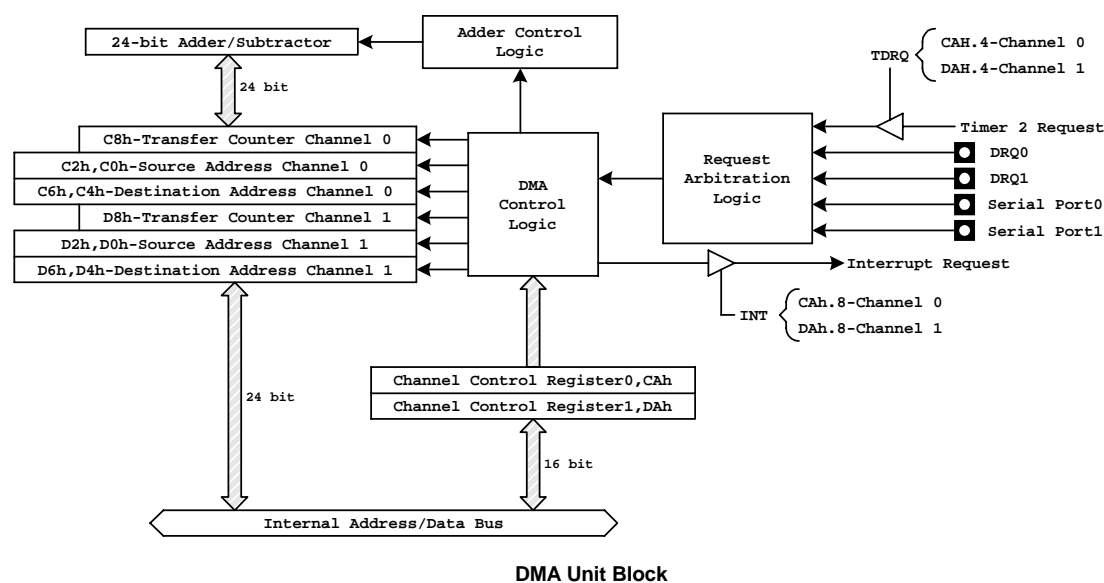 24-bit Adder/Subtractor
Adder Control
Logic
24 bit
TDRQ
CAH.4-Channel 0
DAH.4-Channel 1
C8h-Transfer Counter Channel 0
C2h,C0h-Source Address Channel 0
C6h,C4h-Destination Address Channel 0
D8h-Transfer Counter Channel 1
D2h,D0h-Source Address Channel 1
D6h,D4h-Destination Address Channel 1
DMA
Control
Logic
Request
Arbitration
Logic
Timer 2 Request
DRQ0
DRQ1
Serial Port0
Serial Port1
Interrupt Request
INT
CAh.8-Channel 0
DAh.8-Channel 1
Channel Control Register0,CAh
Channel Control Register1,DAh
24 bit
16 bit
Internal Address/Data Bus
DMA Unit Block